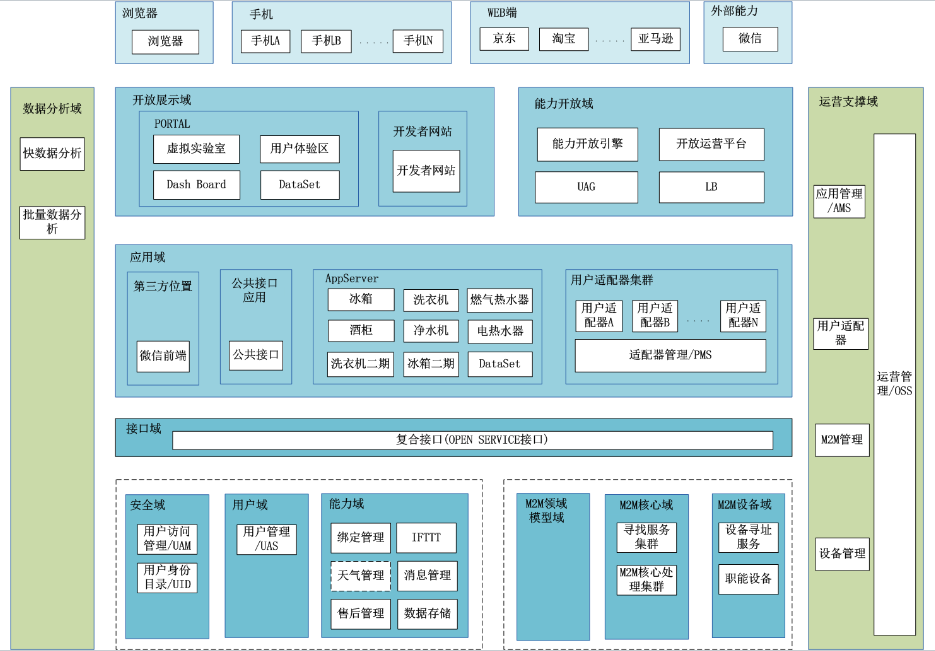 浏览器
浏览器
手机
手机A
手机B
.....
手机N
WEB端
京东
淘宝
.....
亚马逊
外部能力
微信
数据分析域
快数据分析
批量数据分
析
开放展示域
PORTAL
虚拟实验室
用户体验区
Dash Board
DataSet
开发者网站
开发者网站
能力开放域
能力开放引擎
开放运营平台
UAG
LB
应用域
第三方位置
微信前端
公共接口
应用
公共接口
AppServer
冰箱
洗衣机
燃气热水器
酒柜
净水机
电热水器
洗衣机二期
冰箱二期
DataSet
用户适配器集群
用户适
配器A
用户适
配器B
....
用户适
配器N
适配器管理/PMS
接口域
复合接口(OPEN SERVICE接口)
安全域
用户访问
管理/UAM
用户身份
目录/UID
用户域
用户管理
/UAS
能力域
绑定管理
IFTTT
天气管理
消息管理
售后管理
数据存储
M2M领域
模型域
M2M核心域
寻找服务
集群
M2M核心处
理集群
M2M设备域
设备寻址
服务
职能设备
运营支撑域
应用管理
/AMS
用户适配
器
M2M管理
设备管理
运营管
理/OSS